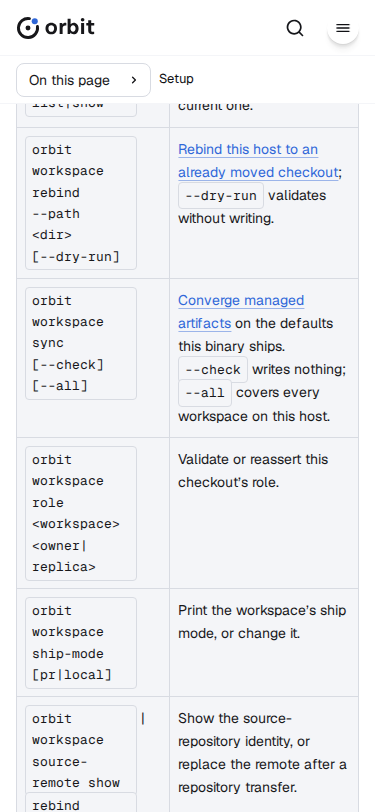 orbit
On this page
Setup
list|show
current one.
orbit
workspace
rebind
--path
<dir>
[--dry-run]
Rebind this host to an
already moved checkout;
--dry-run validates
without writing.
orbit
workspace
sync
[--check]
[--all]
Converge managed
artifacts on the defaults
this binary ships.
--check writes nothing;
--all covers every
workspace on this host.
orbit
workspace
role
<workspace>
<owner|
replica>
Validate or reassert this
checkout's role.
orbit
workspace
ship-mode
[pr|local]
Print the workspace's ship
mode, or change it.
orbit
workspace
source-
remote show
|
rebind
Show the source-
repository identity, or
replace the remote after a
repository transfer.